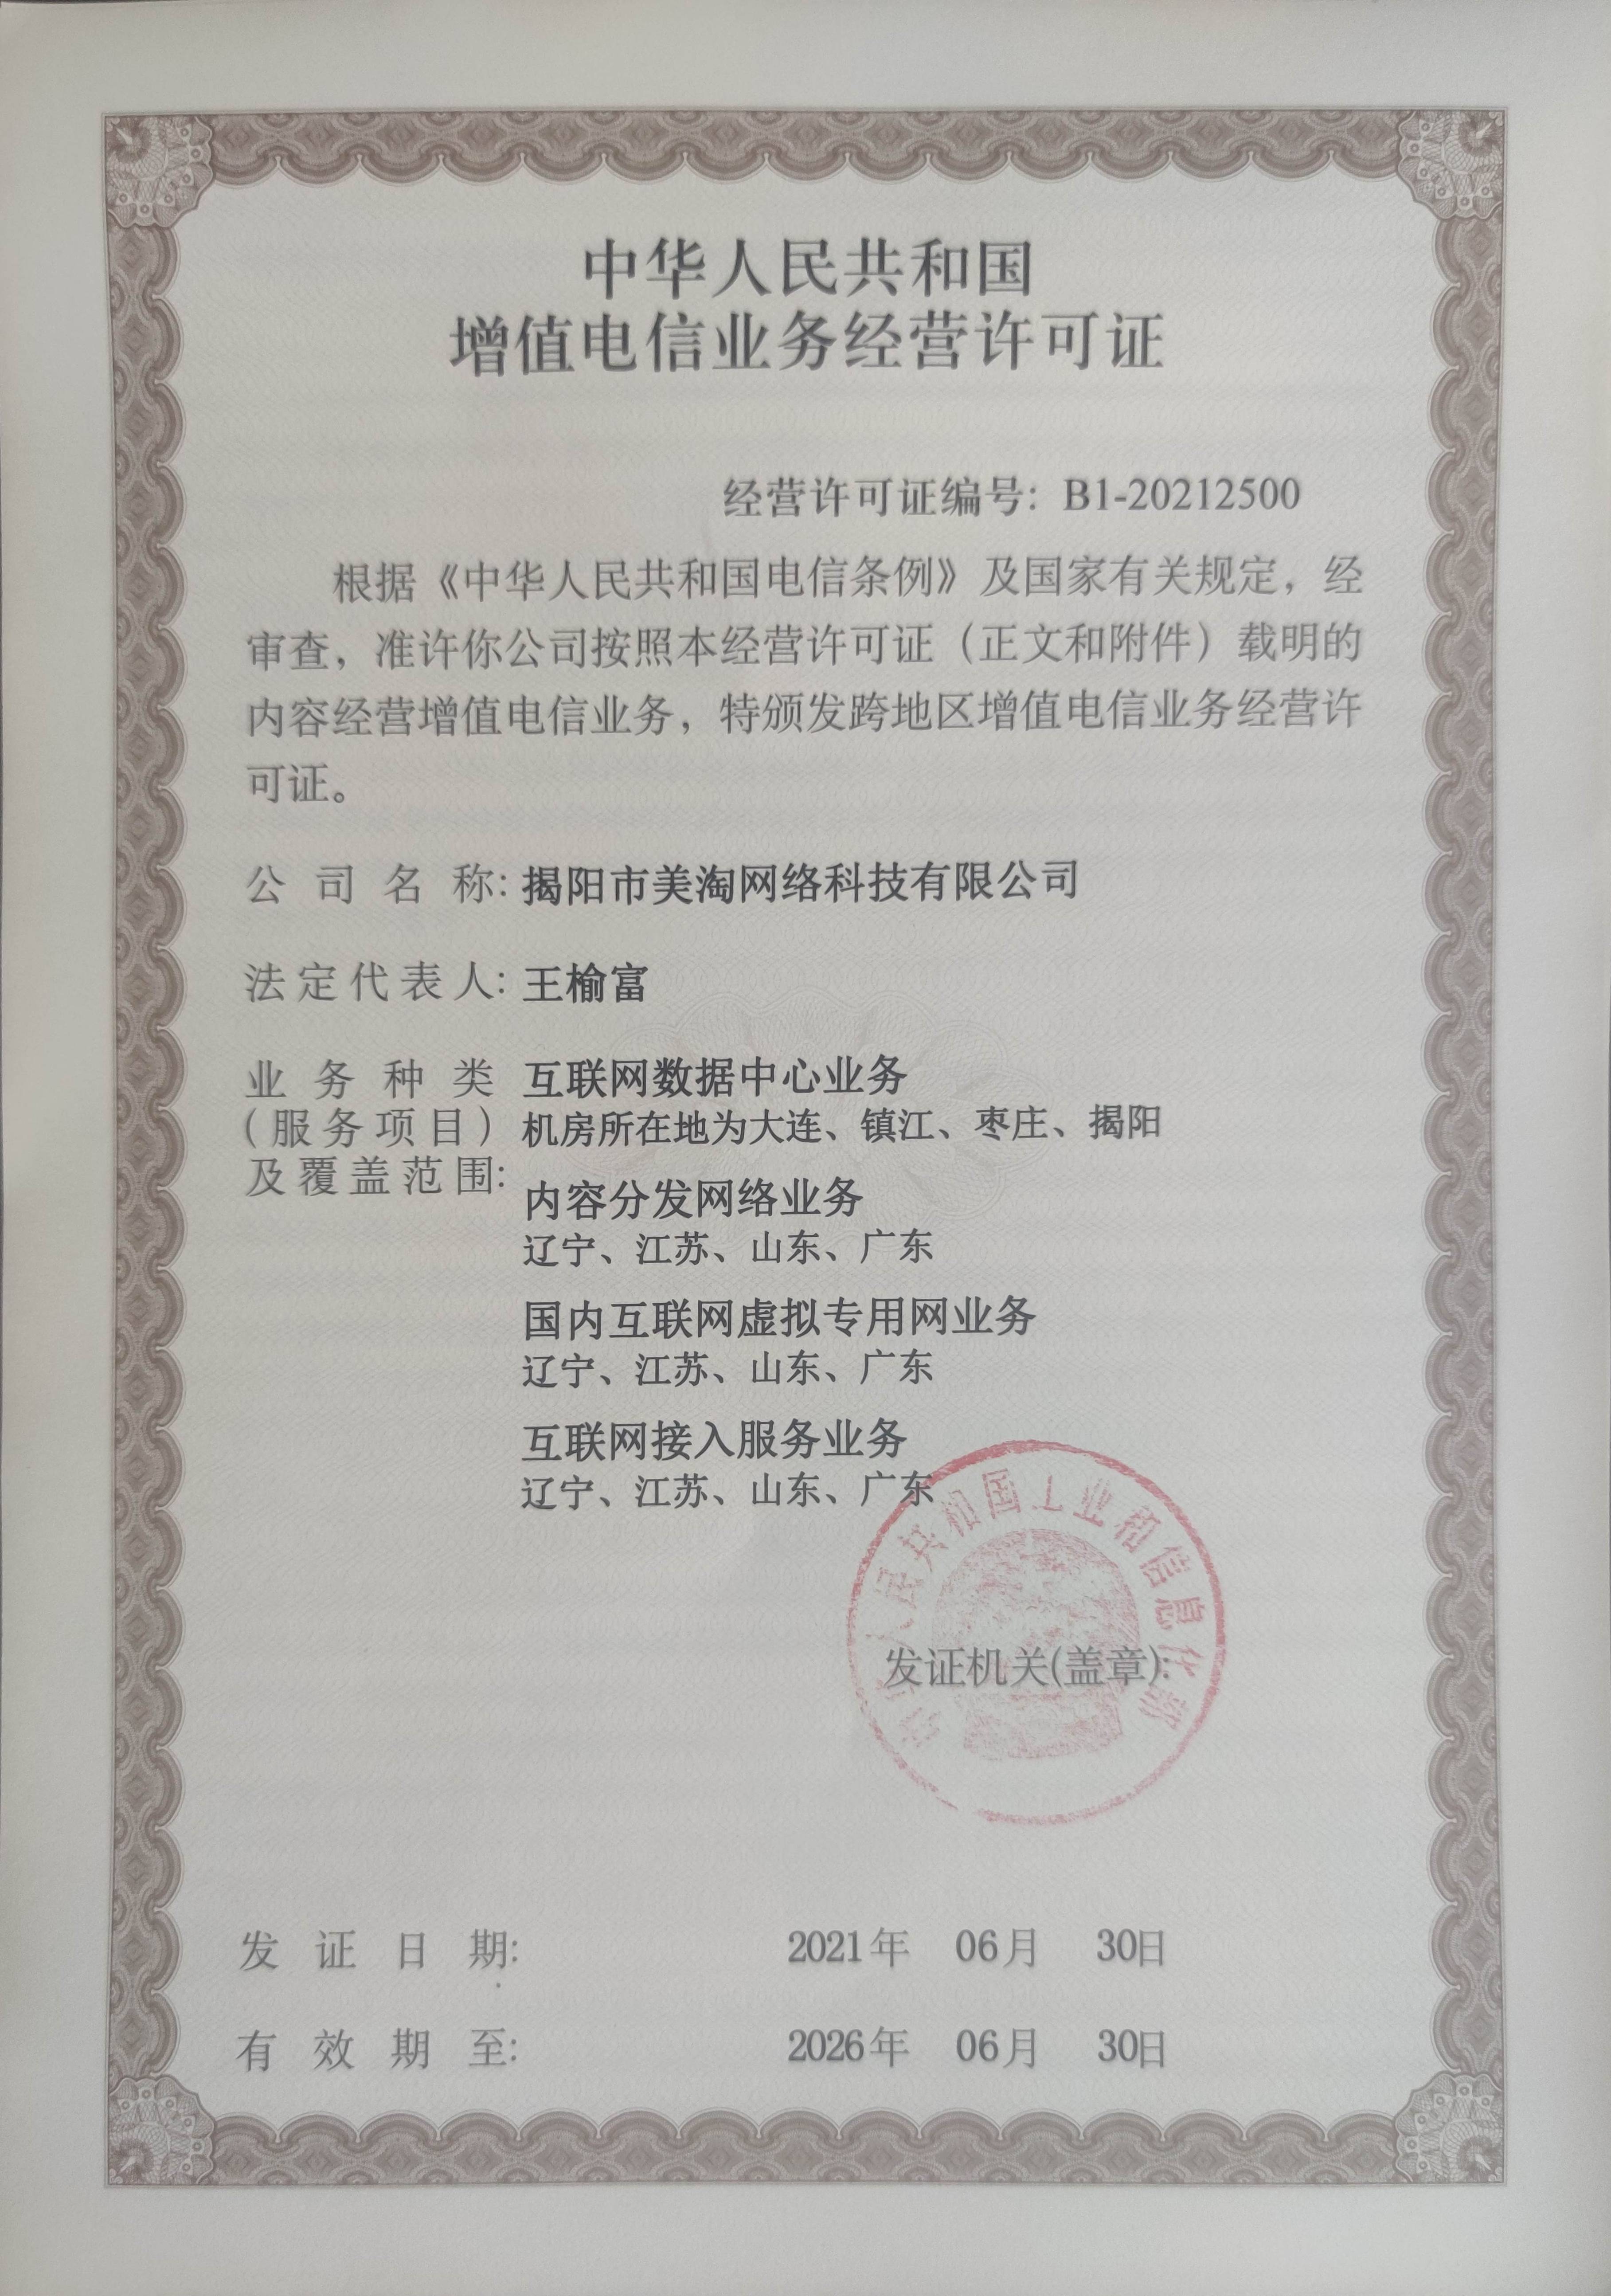 中华人民共和国
增值电信业务经营许可证
经营许可证编号：B1-20212500
根据《中华人民共和国电信条例》及国家有关规定，经
审查，准许你公司按照本经营许可证（正文和附件）载明的
内容经营增值电信业务，特颁发跨地区增值电信业务经营许
可证。
公司名称：揭阳市美淘网络科技有限公司
法定代表人：王榆富
业务种类 互联网数据中心业务
（服务项目） 机房所在地为大连、镇江、枣庄、揭阳
及覆盖范围：
内容分发网络业务
辽宁、江苏、山东、广东
国内互联网虚拟专用网业务
辽宁、江苏、山东、广东
互联网接入服务业务
辽宁、江苏、山东、广东
人民共和国工业和信息化部
发证机关(盖章):
发证日期: 2021年 06月 30日
有效期至: 2026年 06月 30日